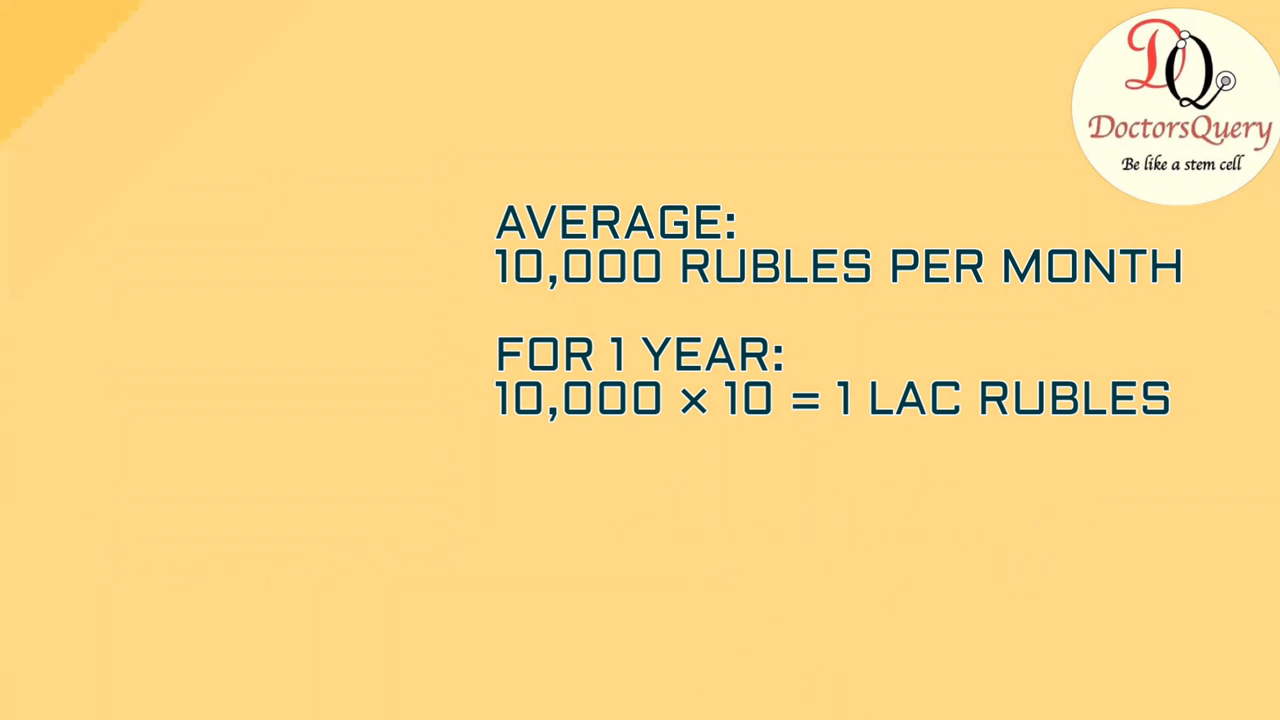 DQ
DoctorsQuery
Be like a stem cell
AVERAGE:
10,000 RUBLES PER MONTH
FOR 1 YEAR:
10,000 × 10 = 1 LAC RUBLES